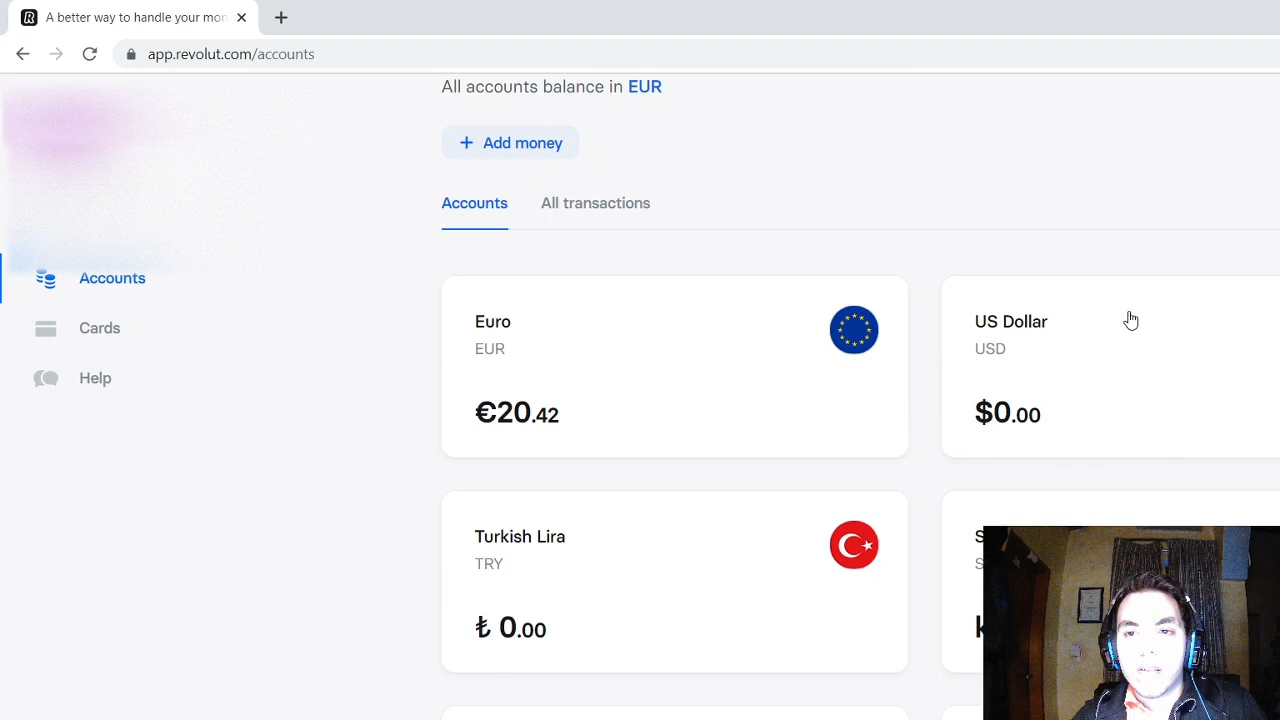 A better way to handle your mon
app.revolut.com/accounts
All accounts balance in EUR
+ Add money
Accounts
All transactions
Accounts
Cards
Help
Euro
EUR
€20.42
US Dollar
USD
$0.00
Turkish Lira
TRY
₺ 0.00
S
S
k